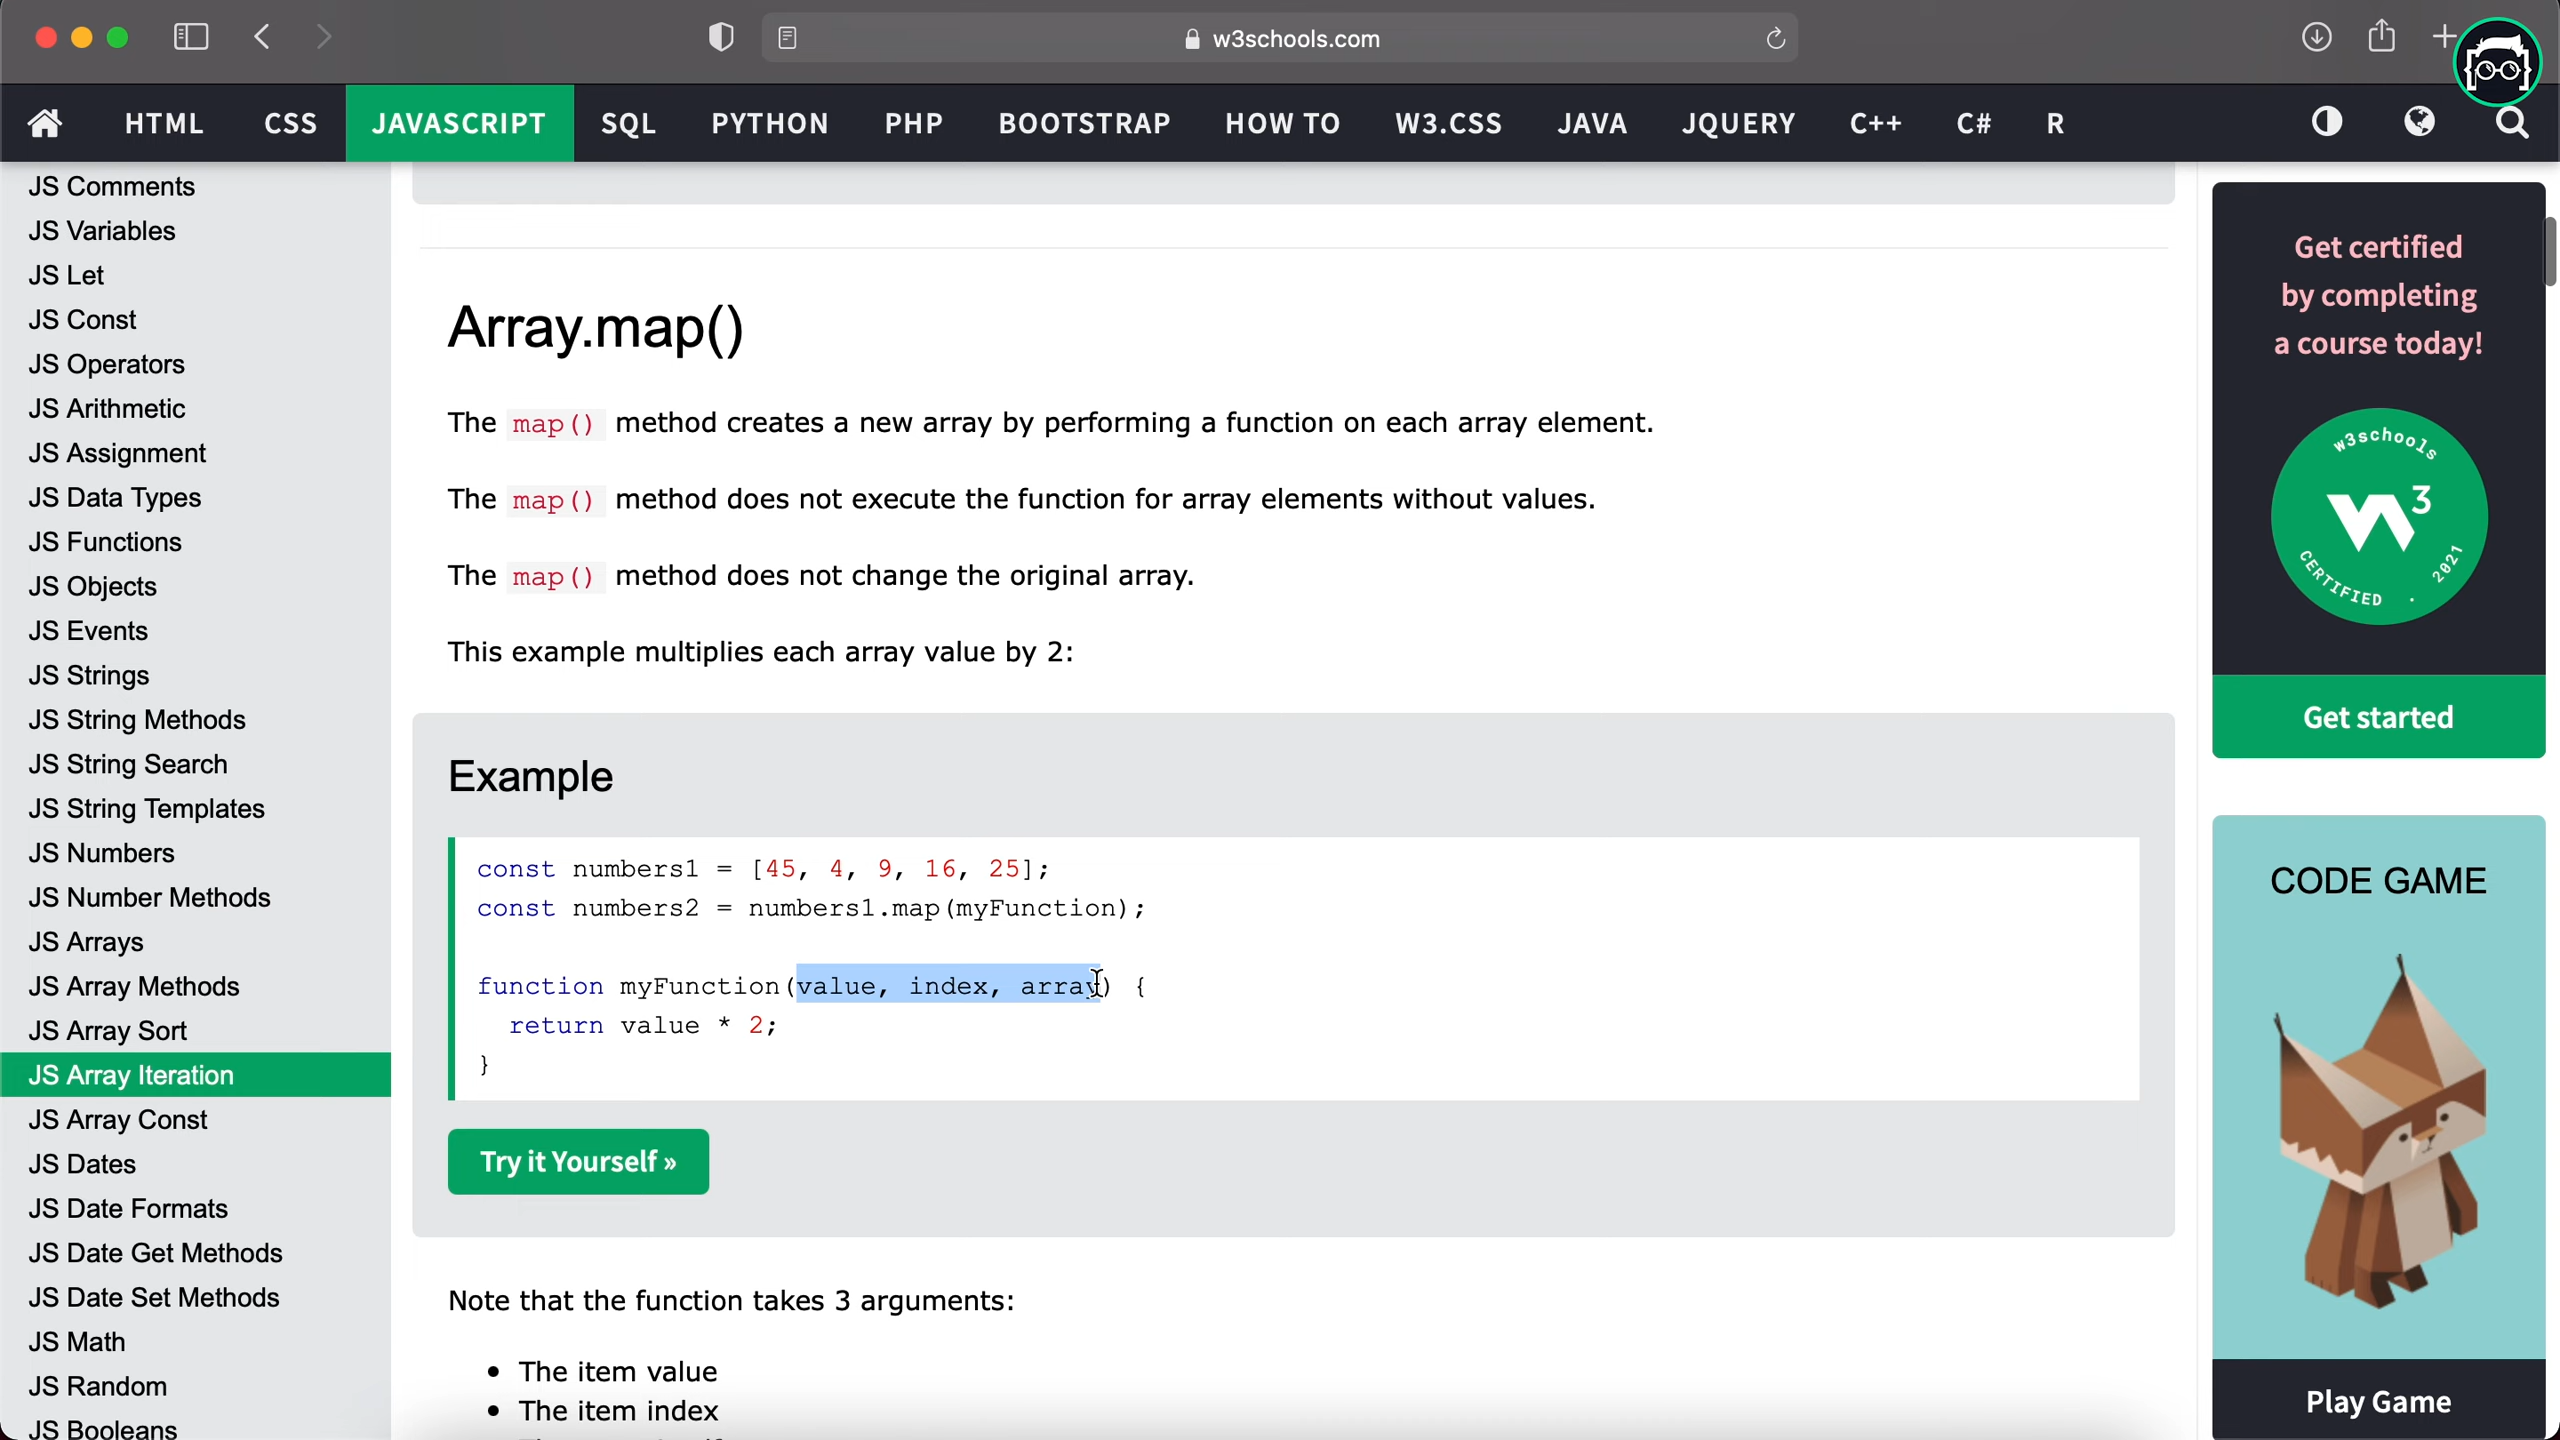 w3schools.com
HTML CSS JAVASCRIPT SQL PYTHON PHP BOOTSTRAP HOW TO W3.CSS JAVA JQUERY C++ C# R
JS Comments
JS Variables
JS Let
JS Const
JS Operators
JS Arithmetic
JS Assignment
JS Data Types
JS Functions
JS Objects
JS Events
JS Strings
JS String Methods
JS String Search
JS String Templates
JS Numbers
JS Number Methods
JS Arrays
JS Array Methods
JS Array Sort
JS Array Iteration
JS Array Const
JS Dates
JS Date Formats
JS Date Get Methods
JS Date Set Methods
JS Math
JS Random
JS Booleans
Array.map()
The map() method creates a new array by performing a function on each array element.
The map() method does not execute the function for array elements without values.
The map() method does not change the original array.
This example multiplies each array value by 2:
Example
const numbers1 = [45, 4, 9, 16, 25];
const numbers2 = numbers1.map(myFunction);
function myFunction(value, index, array) {
return value * 2;
}
Try it Yourself »
Note that the function takes 3 arguments:
• The item value
• The item index
Get certified
by completing
a course today!
w3schools
W3
CERTIFIED . 2021
Get started
CODE GAME
Play Game